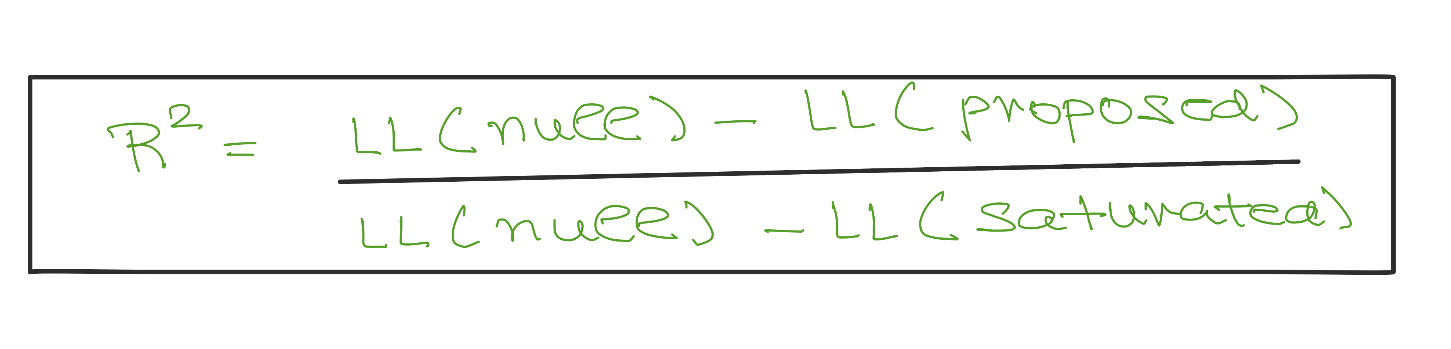 R² =
LL(null) - LL(proposed)
LL(null) - LL(saturated)